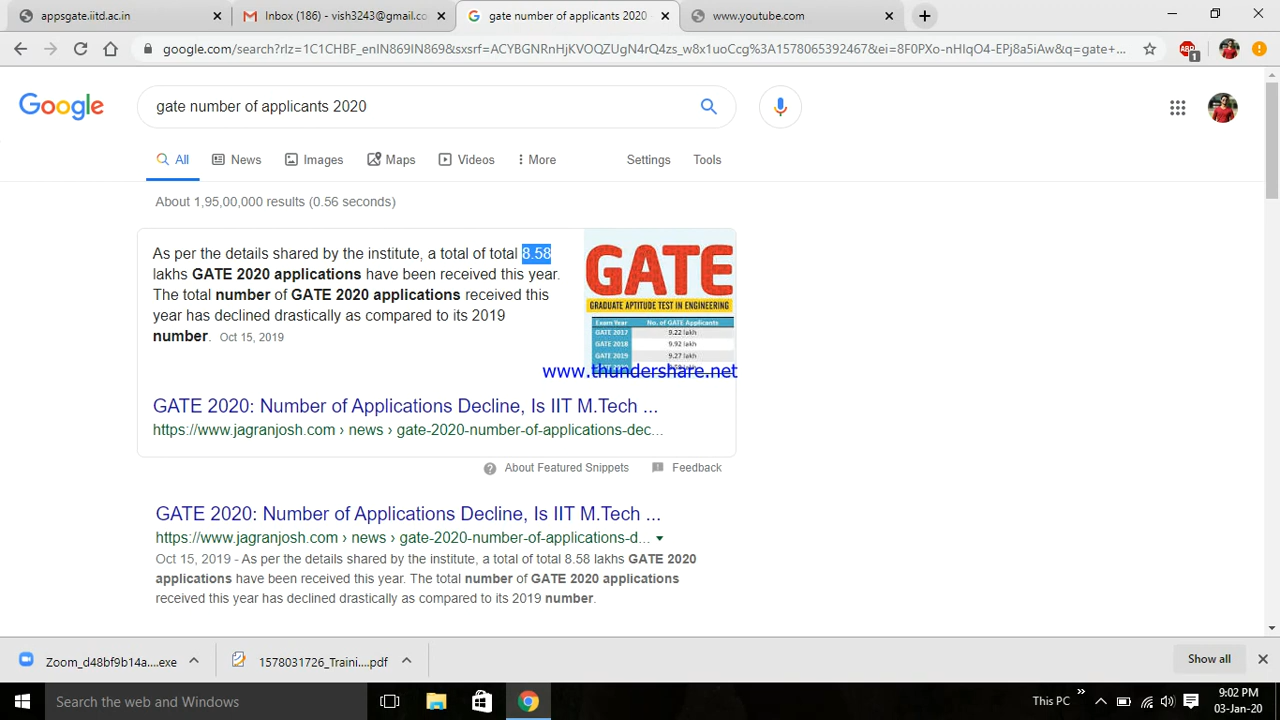 appsgate.iitd.ac.in
Inbox (186) - vish3243@gmail.co
gate number of applicants 2020
www.youtube.com
google.com/search?rlz=1C1CHBF_enIN869IN869&sxsrf=ACYBGNRnHjKVOQZUgN4rQ4zs_w8x1uoCcg%3A1578065392467&ei=8F0PXo-nHIqO4-EPj8a5iAw&q=gate+...
ABP
1
Google
gate number of applicants 2020
All
News
Images
Maps
Videos
More
Settings
Tools
About 1,95,00,000 results (0.56 seconds)
As per the details shared by the institute, a total of total 8.58
lakhs GATE 2020 applications have been received this year.
The total number of GATE 2020 applications received this
year has declined drastically as compared to its 2019
number. Oct 15, 2019
GATE
GRADUATE APTITUDE TEST IN ENGINEERING
Exam Year No. of GATE Applicants
GATE 2017 9.22 lakh
GATE 2018 9.92 lakh
GATE 2019 9.27 lakh
www.thundershare.net
GATE 2020: Number of Applications Decline, Is IIT M.Tech ...
https://www.jagranjosh.com › news › gate-2020-number-of-applications-dec...
About Featured Snippets
Feedback
GATE 2020: Number of Applications Decline, Is IIT M.Tech ...
https://www.jagranjosh.com › news › gate-2020-number-of-applications-d...
Oct 15, 2019 - As per the details shared by the institute, a total of total 8.58 lakhs GATE 2020
applications have been received this year. The total number of GATE 2020 applications
received this year has declined drastically as compared to its 2019 number.
Zoom_d48bf9b14a....exe
1578031726_Traini....pdf
Show all
Search the web and Windows
This PC
9:02 PM
03-Jan-20